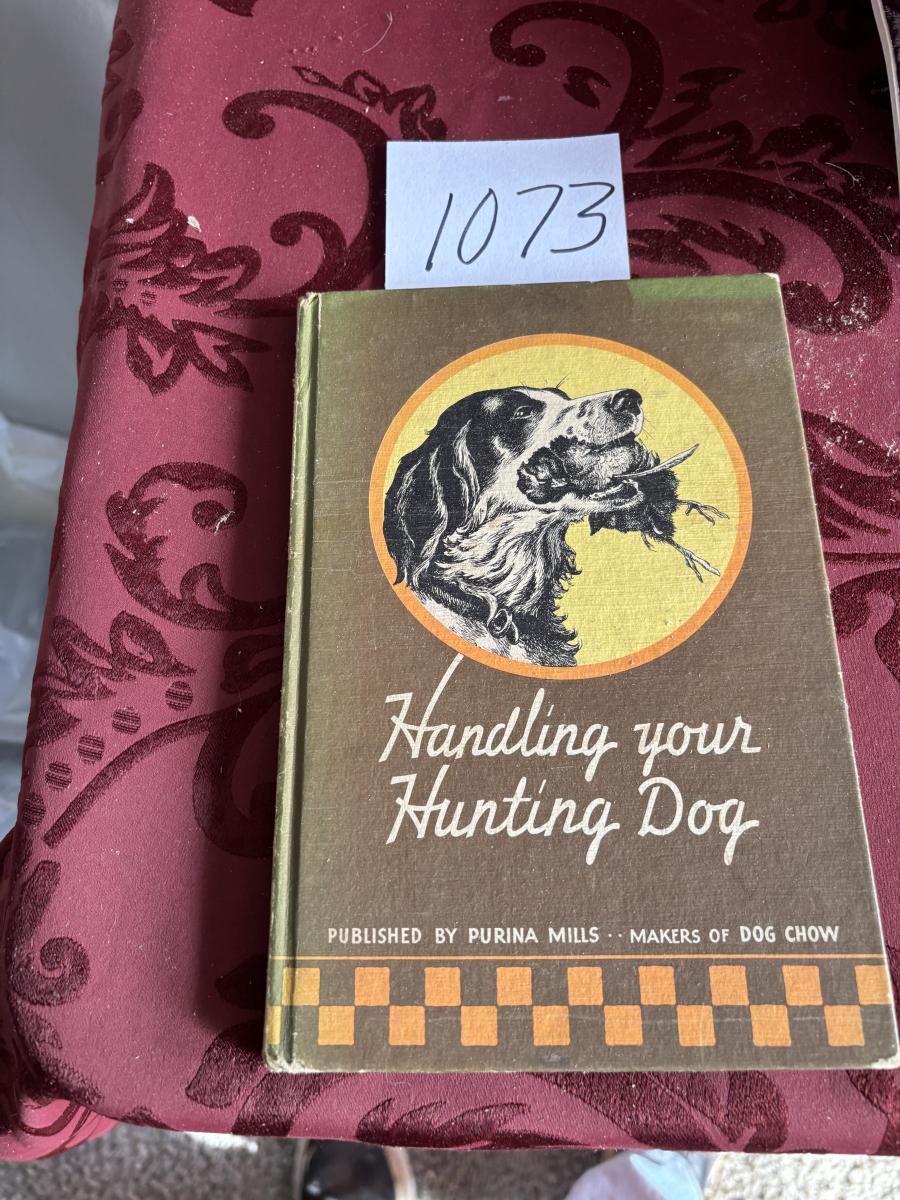 1073
Handling your
Hunting Dog
PUBLISHED BY PURINA MILLS ·· MAKERS OF DOG CHOW